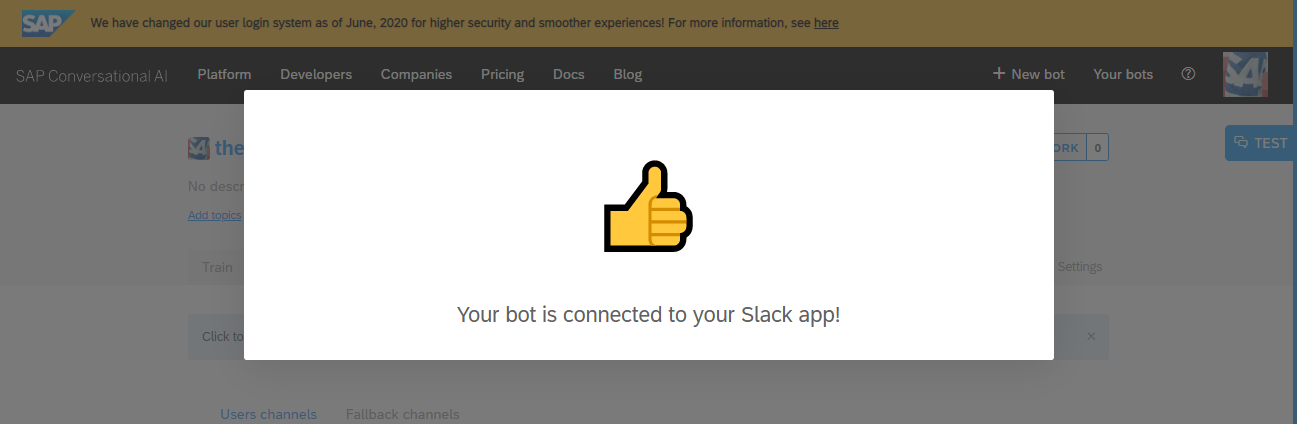 SAP We have changed our user login system as of June, 2020 for higher security and smoother experiences! For more information, see here
SAP Conversational AI Platform Developers Companies Pricing Docs Blog + New bot Your bots ?
the ORK 0 TEST
No descr
Add topics
Train Settings
Your bot is connected to your Slack app!
Click to ×
Users channels Fallback channels